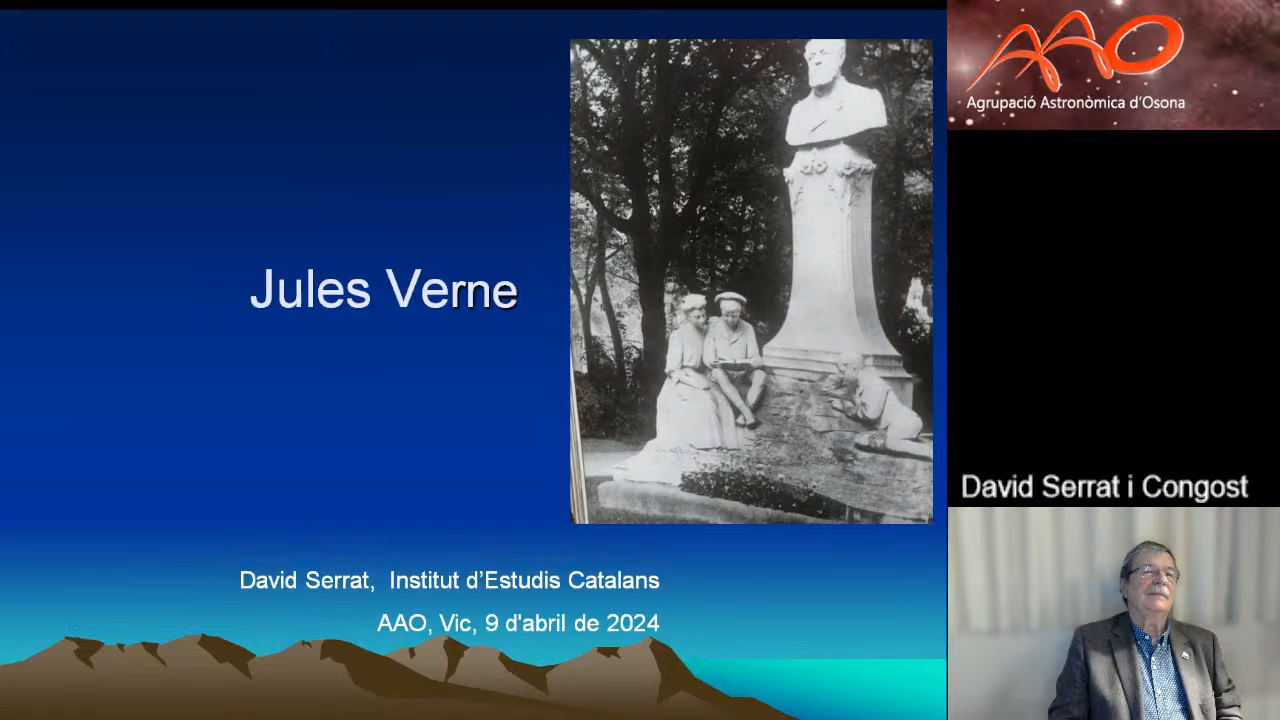 Jules Verne
David Serrat, Institut d'Estudis Catalans
AAO, Vic, 9 d'abril de 2024
AAO
Agrupació Astronòmica d'Osona
David Serrat i Congost